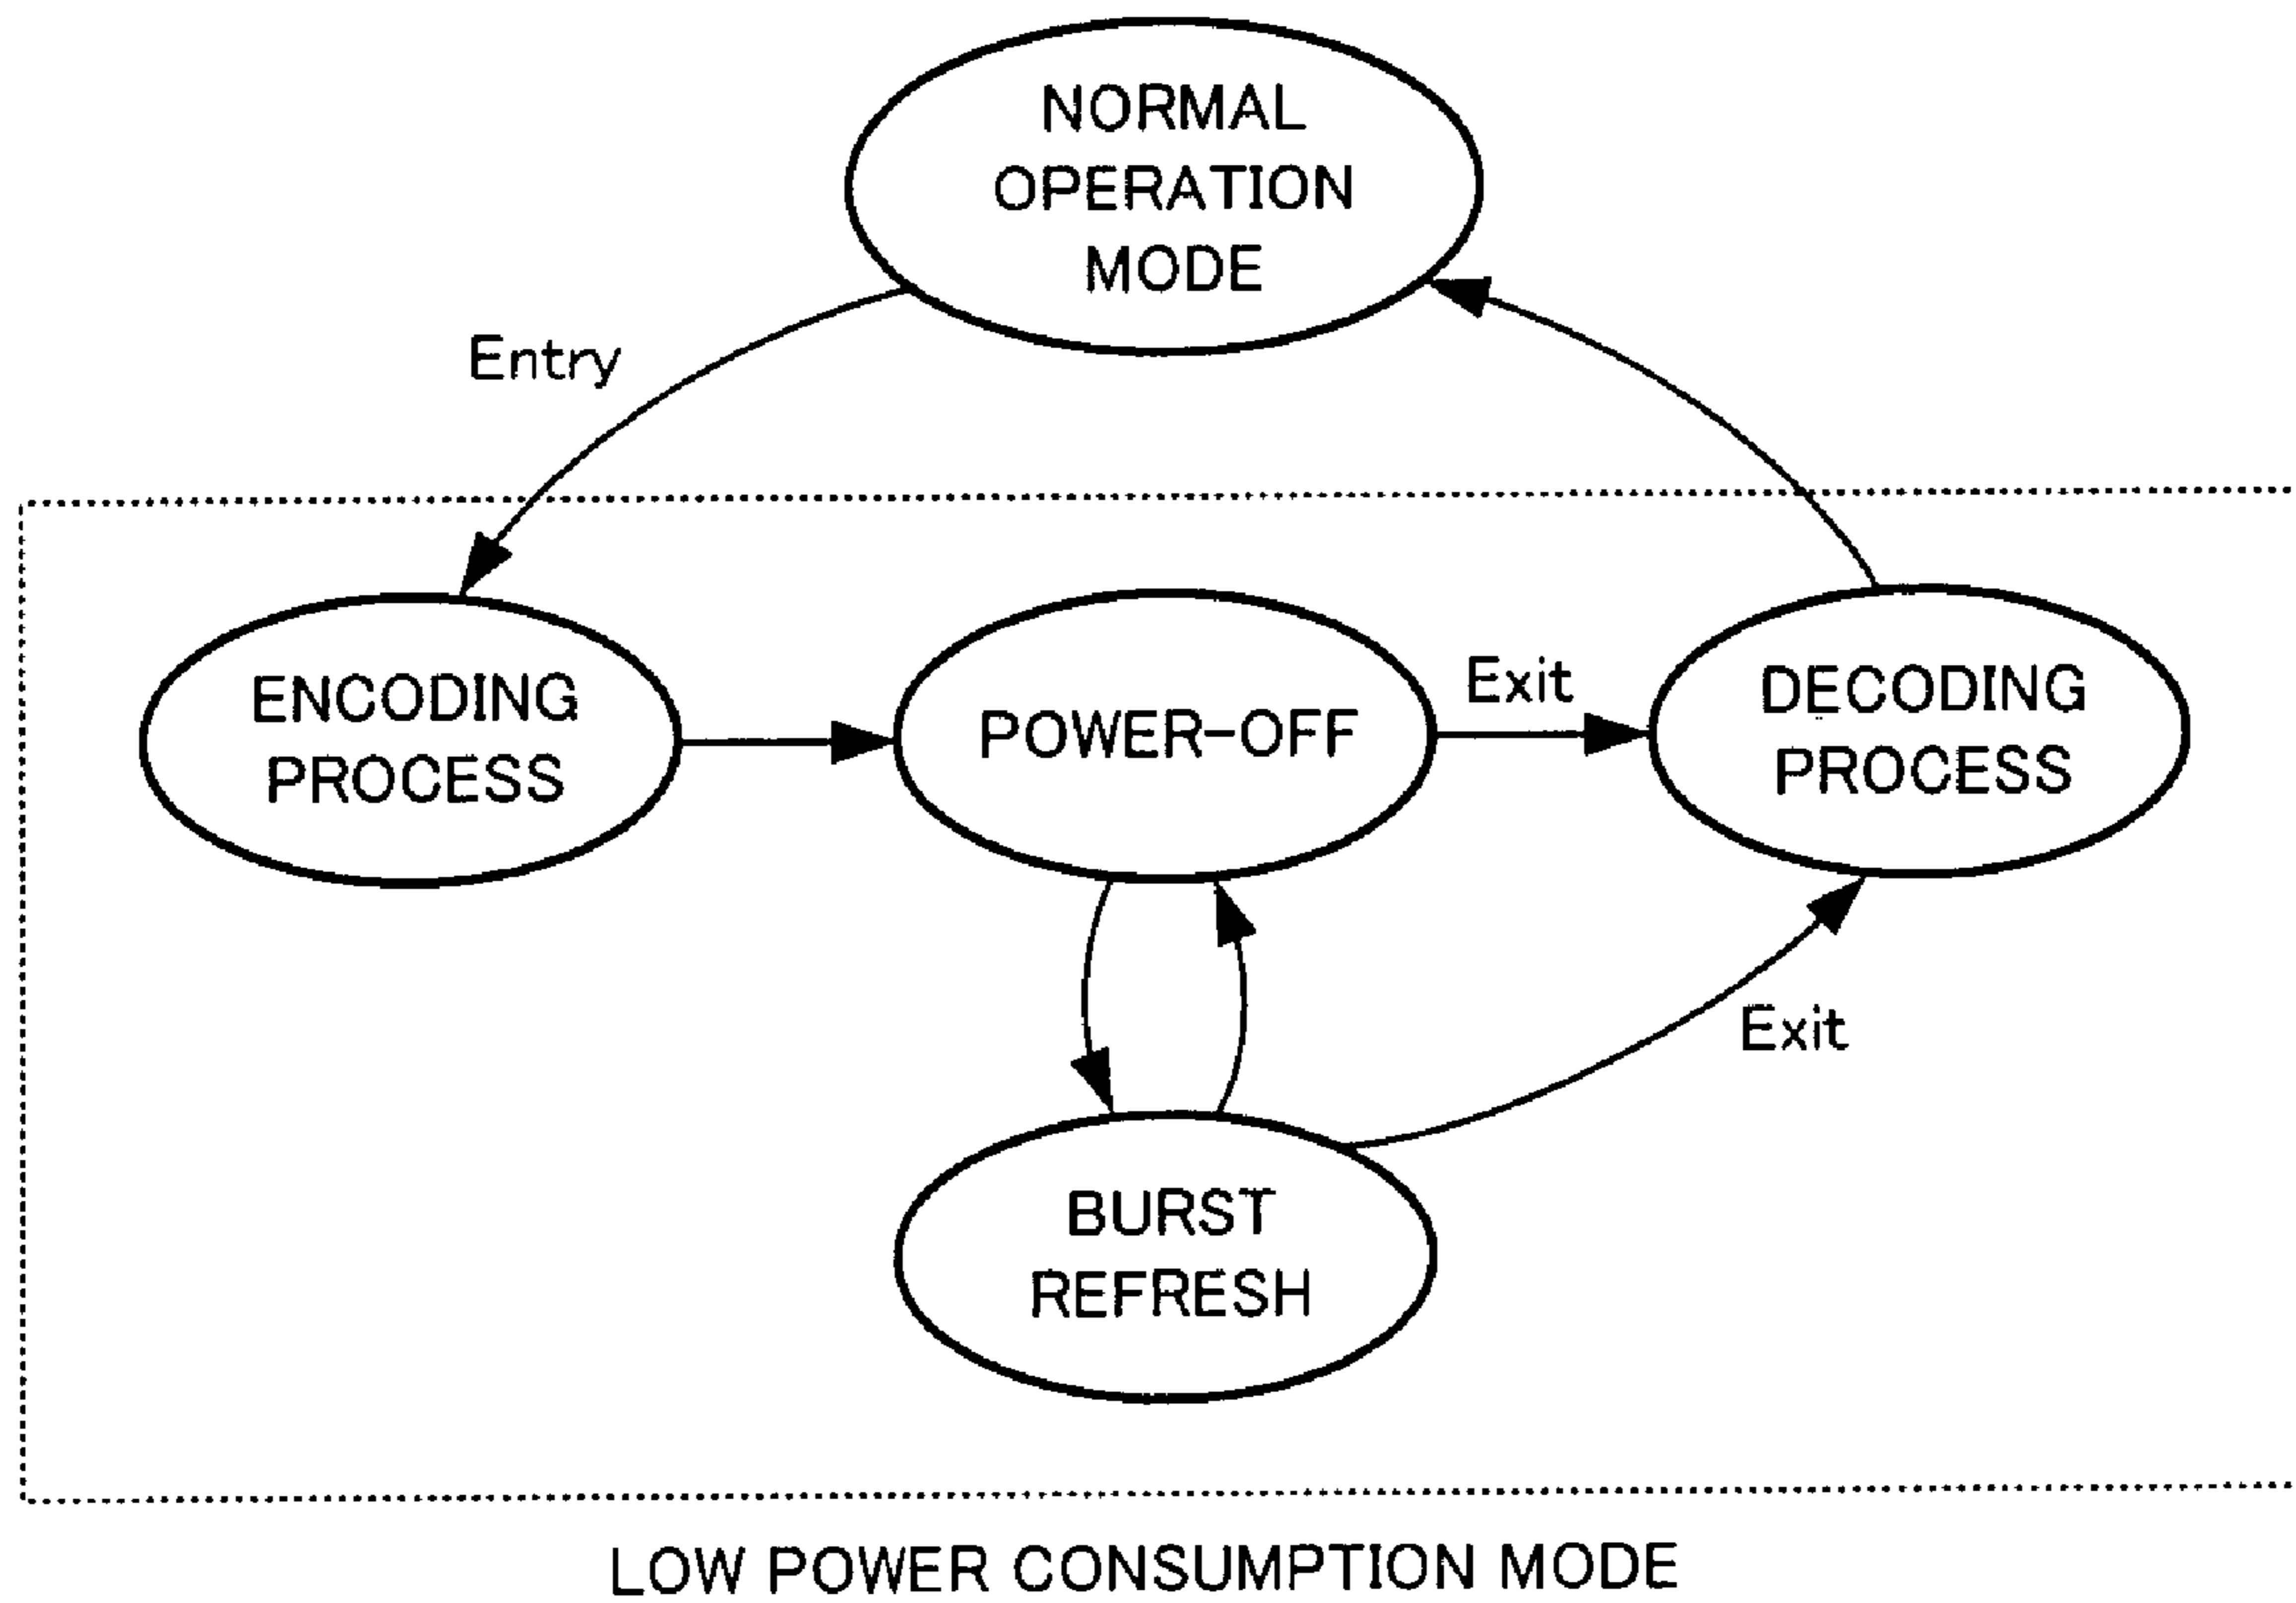 NORMAL
OPERATION
MODE
Entry
ENCODING
PROCESS
POWER-OFF
Exit
DECODING
PROCESS
Exit
BURST
REFRESH
LOW POWER CONSUMPTION MODE